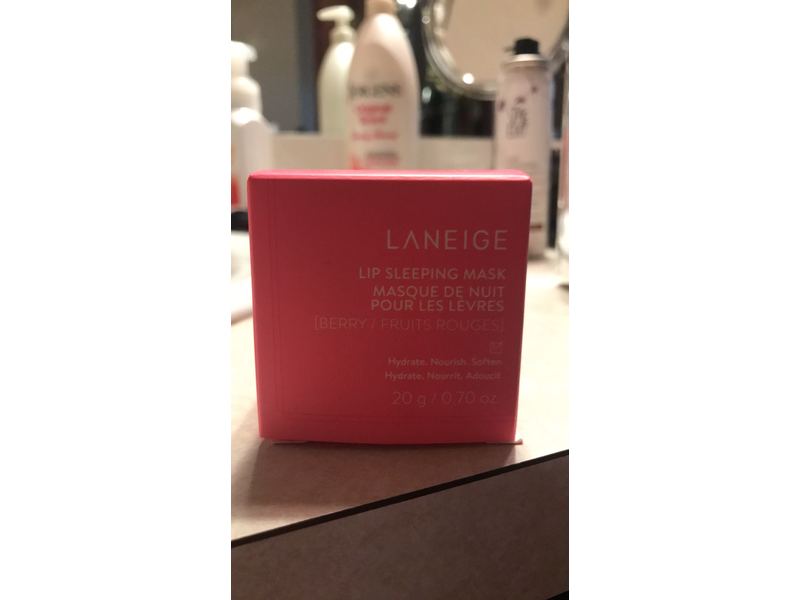 LANEIGE
LIP SLEEPING MASK
MASQUE DE NUIT
POUR LES LÈVRES
[BERRY / FRUITS ROUGES]
Hydrate. Nourish. Soften
Hydrate. Nourrit. Adoucit
20 g / 0.70 oz.